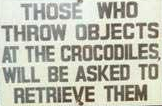 THOSE WHO
THROW OBJECTS
AT THE CROCODILES,
WILL BE ASKED TO
RETRIEVE THEM